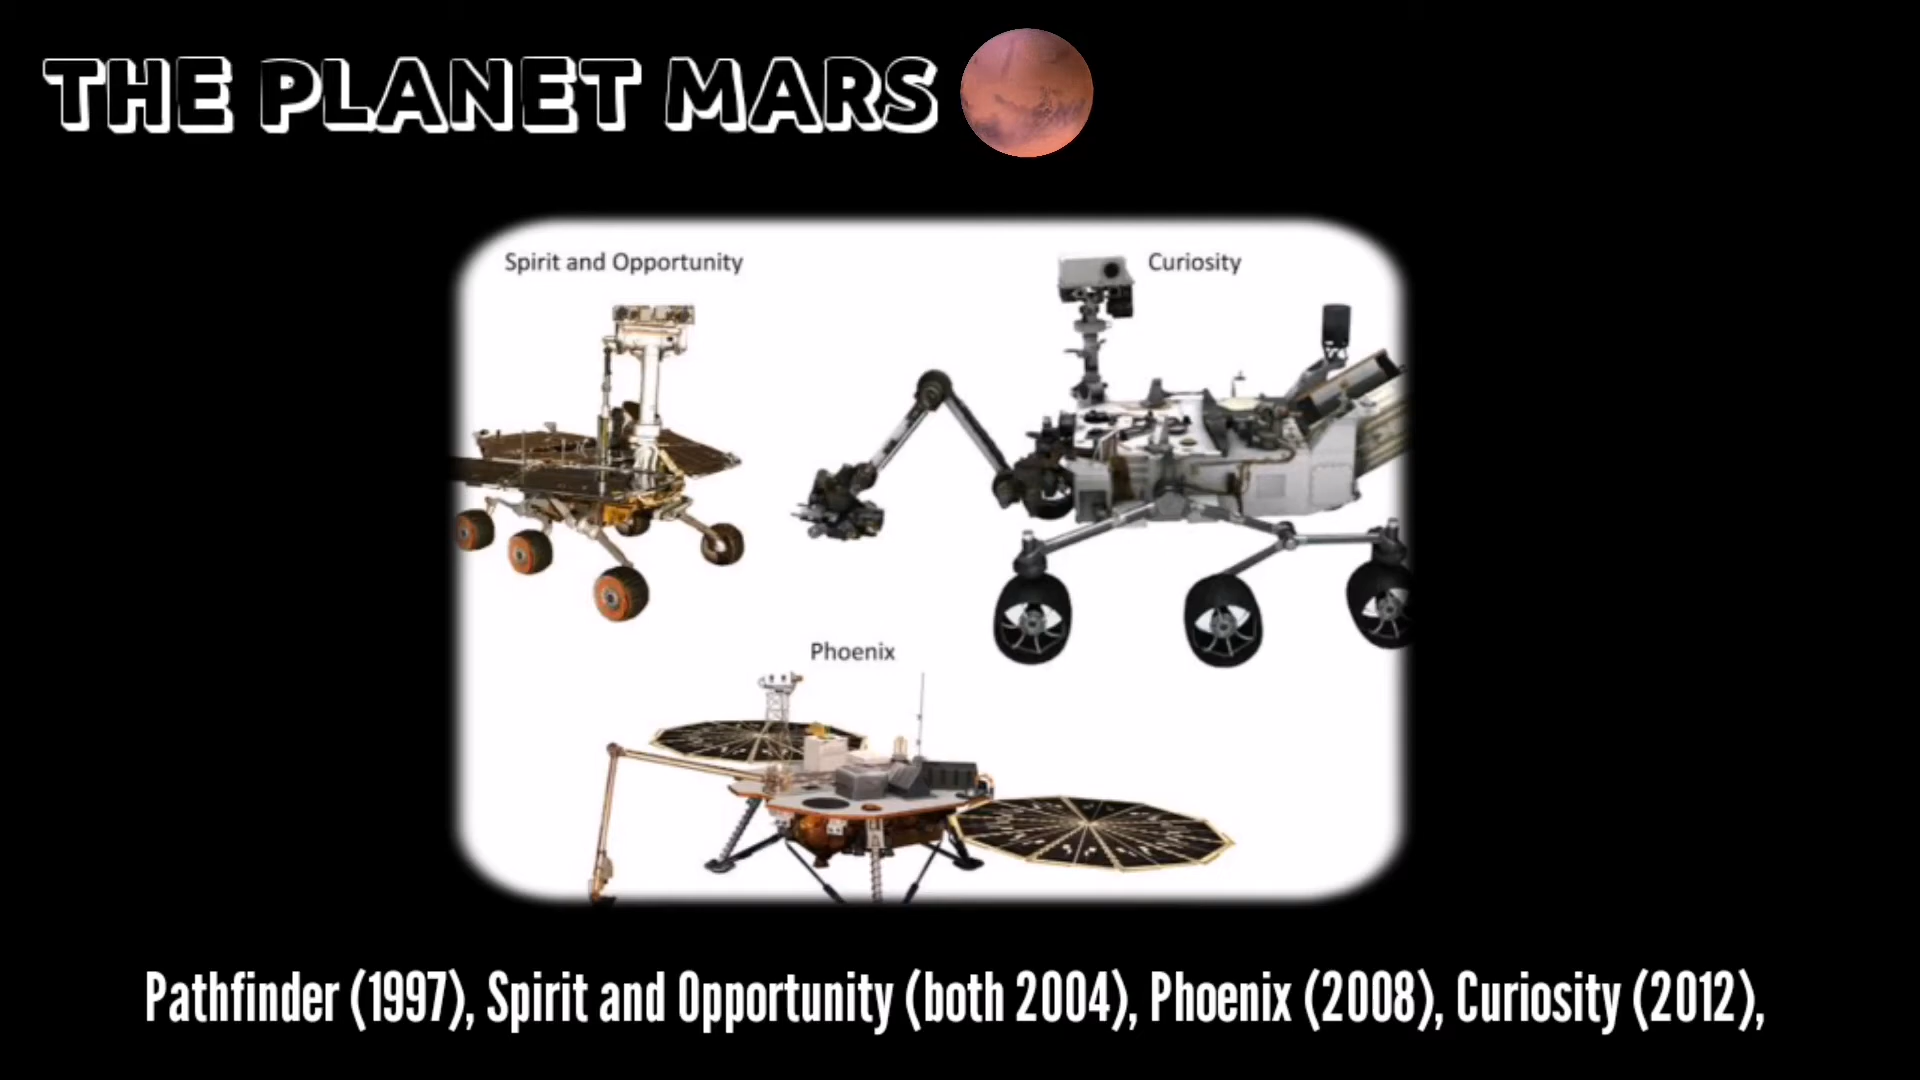 THE PLANET MARS
Spirit and Opportunity
Curiosity
Phoenix
Pathfinder (1997), Spirit and Opportunity (both 2004), Phoenix (2008), Curiosity (2012),